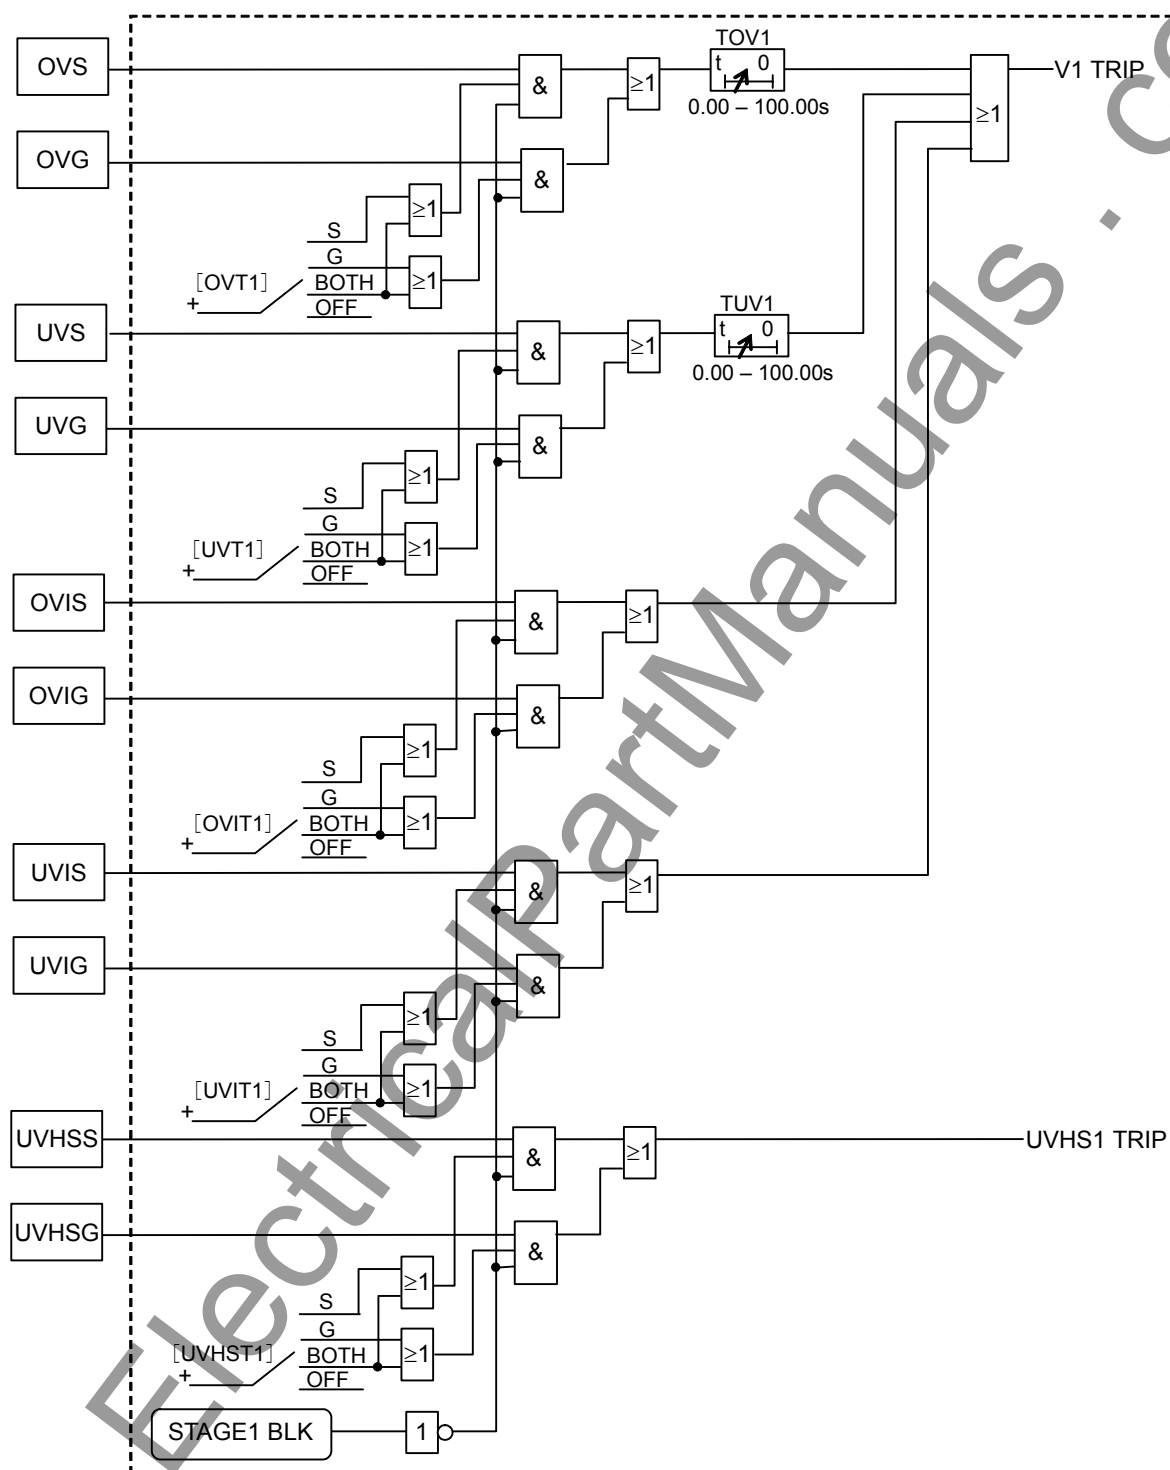 OVS
&
≥1
TOV1
t 0
0.00 – 100.00s
≥1
V1 TRIP
OVG
&
≥1
S
G
[OVT1]
BOTH
≥1
+
OFF
UVS
&
≥1
TUV1
t 0
0.00 – 100.00s
UVG
&
≥1
S
G
[UVT1]
BOTH
≥1
+
OFF
OVIS
&
≥1
OVIG
&
≥1
S
G
[OVIT1]
BOTH
≥1
+
OFF
UVIS
&
≥1
UVIG
&
≥1
S
G
[UVIT1]
BOTH
≥1
+
OFF
UVHSS
&
≥1
UVHS1 TRIP
UVHSG
&
≥1
S
G
[UVHST1]
BOTH
≥1
+
OFF
STAGE1 BLK
1
ElectricalPartManuals . c